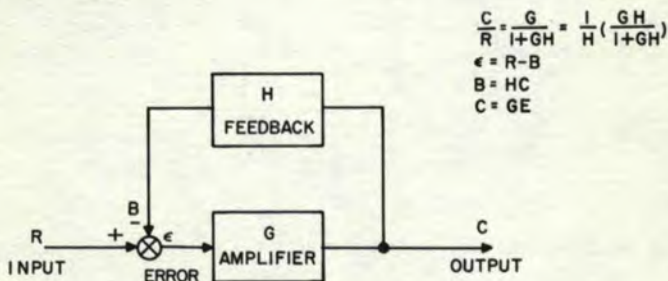 C/R = G/1+GH = 1/H (GH/1+GH)
ϵ = R-B
B = HC
C = GE
H
FEEDBACK
B
-
R + ϵ G C
INPUT ERROR AMPLIFIER OUTPUT